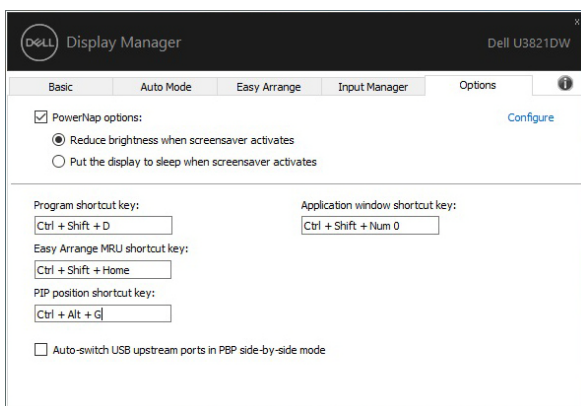 DELL Display Manager Dell U3821DW
x
Basic Auto Mode Easy Arrange Input Manager Options i
PowerNap options: Configure
Reduce brightness when screensaver activates
Put the display to sleep when screensaver activates
Program shortcut key: Application window shortcut key:
Ctrl + Shift + D Ctrl + Shift + Num 0
Easy Arrange MRU shortcut key:
Ctrl + Shift + Home
PIP position shortcut key:
Ctrl + Alt + G
Auto-switch USB upstream ports in PBP side-by-side mode